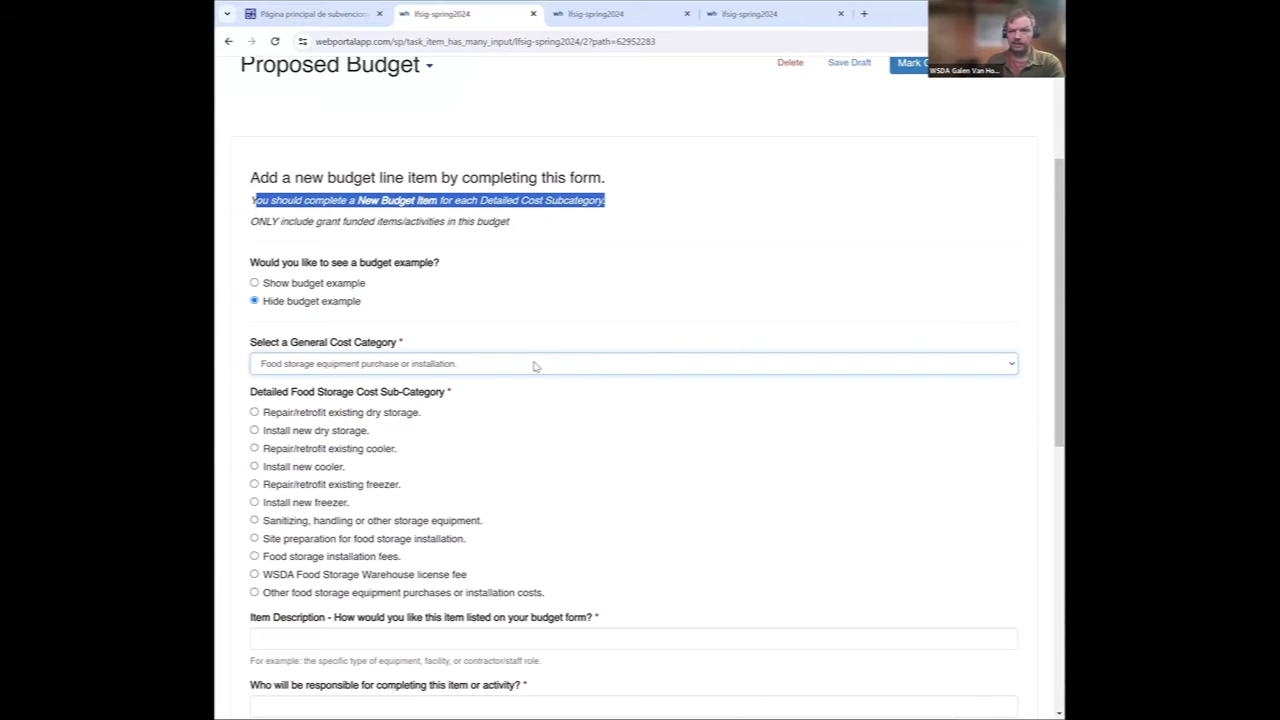 Página principal de subvencion
lfsig-spring2024
lfsig-spring2024
lfsig-spring2024
webportalapp.com/sp/task_item_has_many_input/lfsig-spring2024/2?path=62952283
WSDA Galen Van Ho...
Proposed Budget
Delete
Save Draft
Mark
Add a new budget line item by completing this form.
You should complete a New Budget Item for each Detailed Cost Subcategory.
ONLY include grant funded items/activities in this budget
Would you like to see a budget example?
Show budget example
Hide budget example
Select a General Cost Category *
Food storage equipment purchase or installation.
Detailed Food Storage Cost Sub-Category *
Repair/retrofit existing dry storage.
Install new dry storage.
Repair/retrofit existing cooler.
Install new cooler.
Repair/retrofit existing freezer.
Install new freezer.
Sanitizing, handling or other storage equipment.
Site preparation for food storage installation.
Food storage installation fees.
WSDA Food Storage Warehouse license fee
Other food storage equipment purchases or installation costs.
Item Description - How would you like this item listed on your budget form? *
For example: the specific type of equipment, facility, or contractor/staff role.
Who will be responsible for completing this item or activity? *